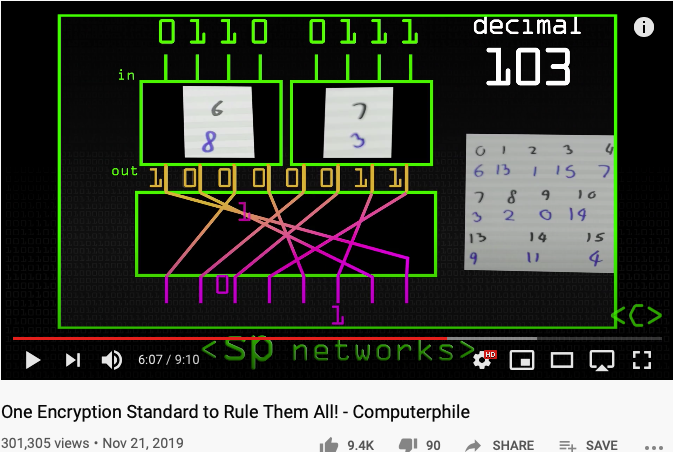 0110 0111
decimal
103
in
6 7
8 3
out
1 0 0 0 0 0 1 1
1
0
1
0 1 2 3 4
6 13 1 15 7
7 8 9 10
3 2 0 14
13 14 15
9 11 4
<C>
<sp networks>
6:07 / 9:10
HD
One Encryption Standard to Rule Them All! - Computerphile
301,305 views • Nov 21, 2019
9.4K 90 SHARE SAVE